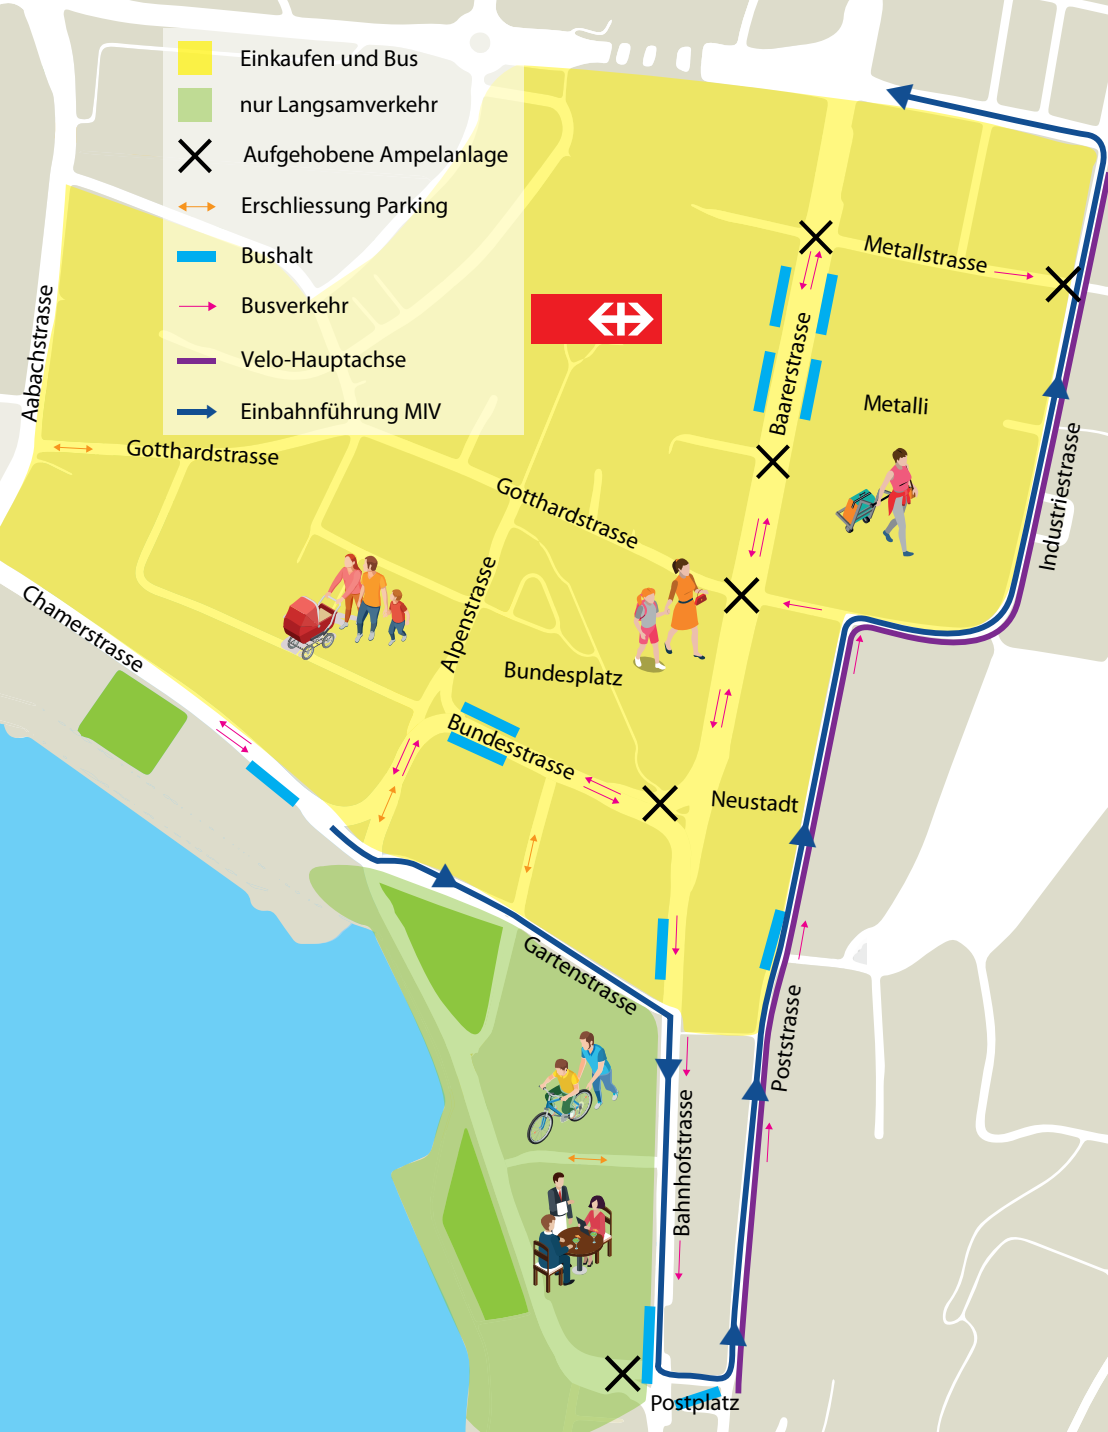 Einkaufen und Bus
nur Langsamverkehr
Aufgehobene Ampelanlage
Erschliessung Parking
Bushalt
Busverkehr
Velo-Hauptachse
Einbahnführung MIV
Metallstrasse
Aabachstrasse
Baarerstrasse
Metalli
Gotthardstrasse
Gotthardstrasse
Industriestrasse
Chamerstrasse
Alpenstrasse
Bundesplatz
Bundesstrasse
Neustadt
Gartenstrasse
Poststrasse
Bahnhofstrasse
Postplatz